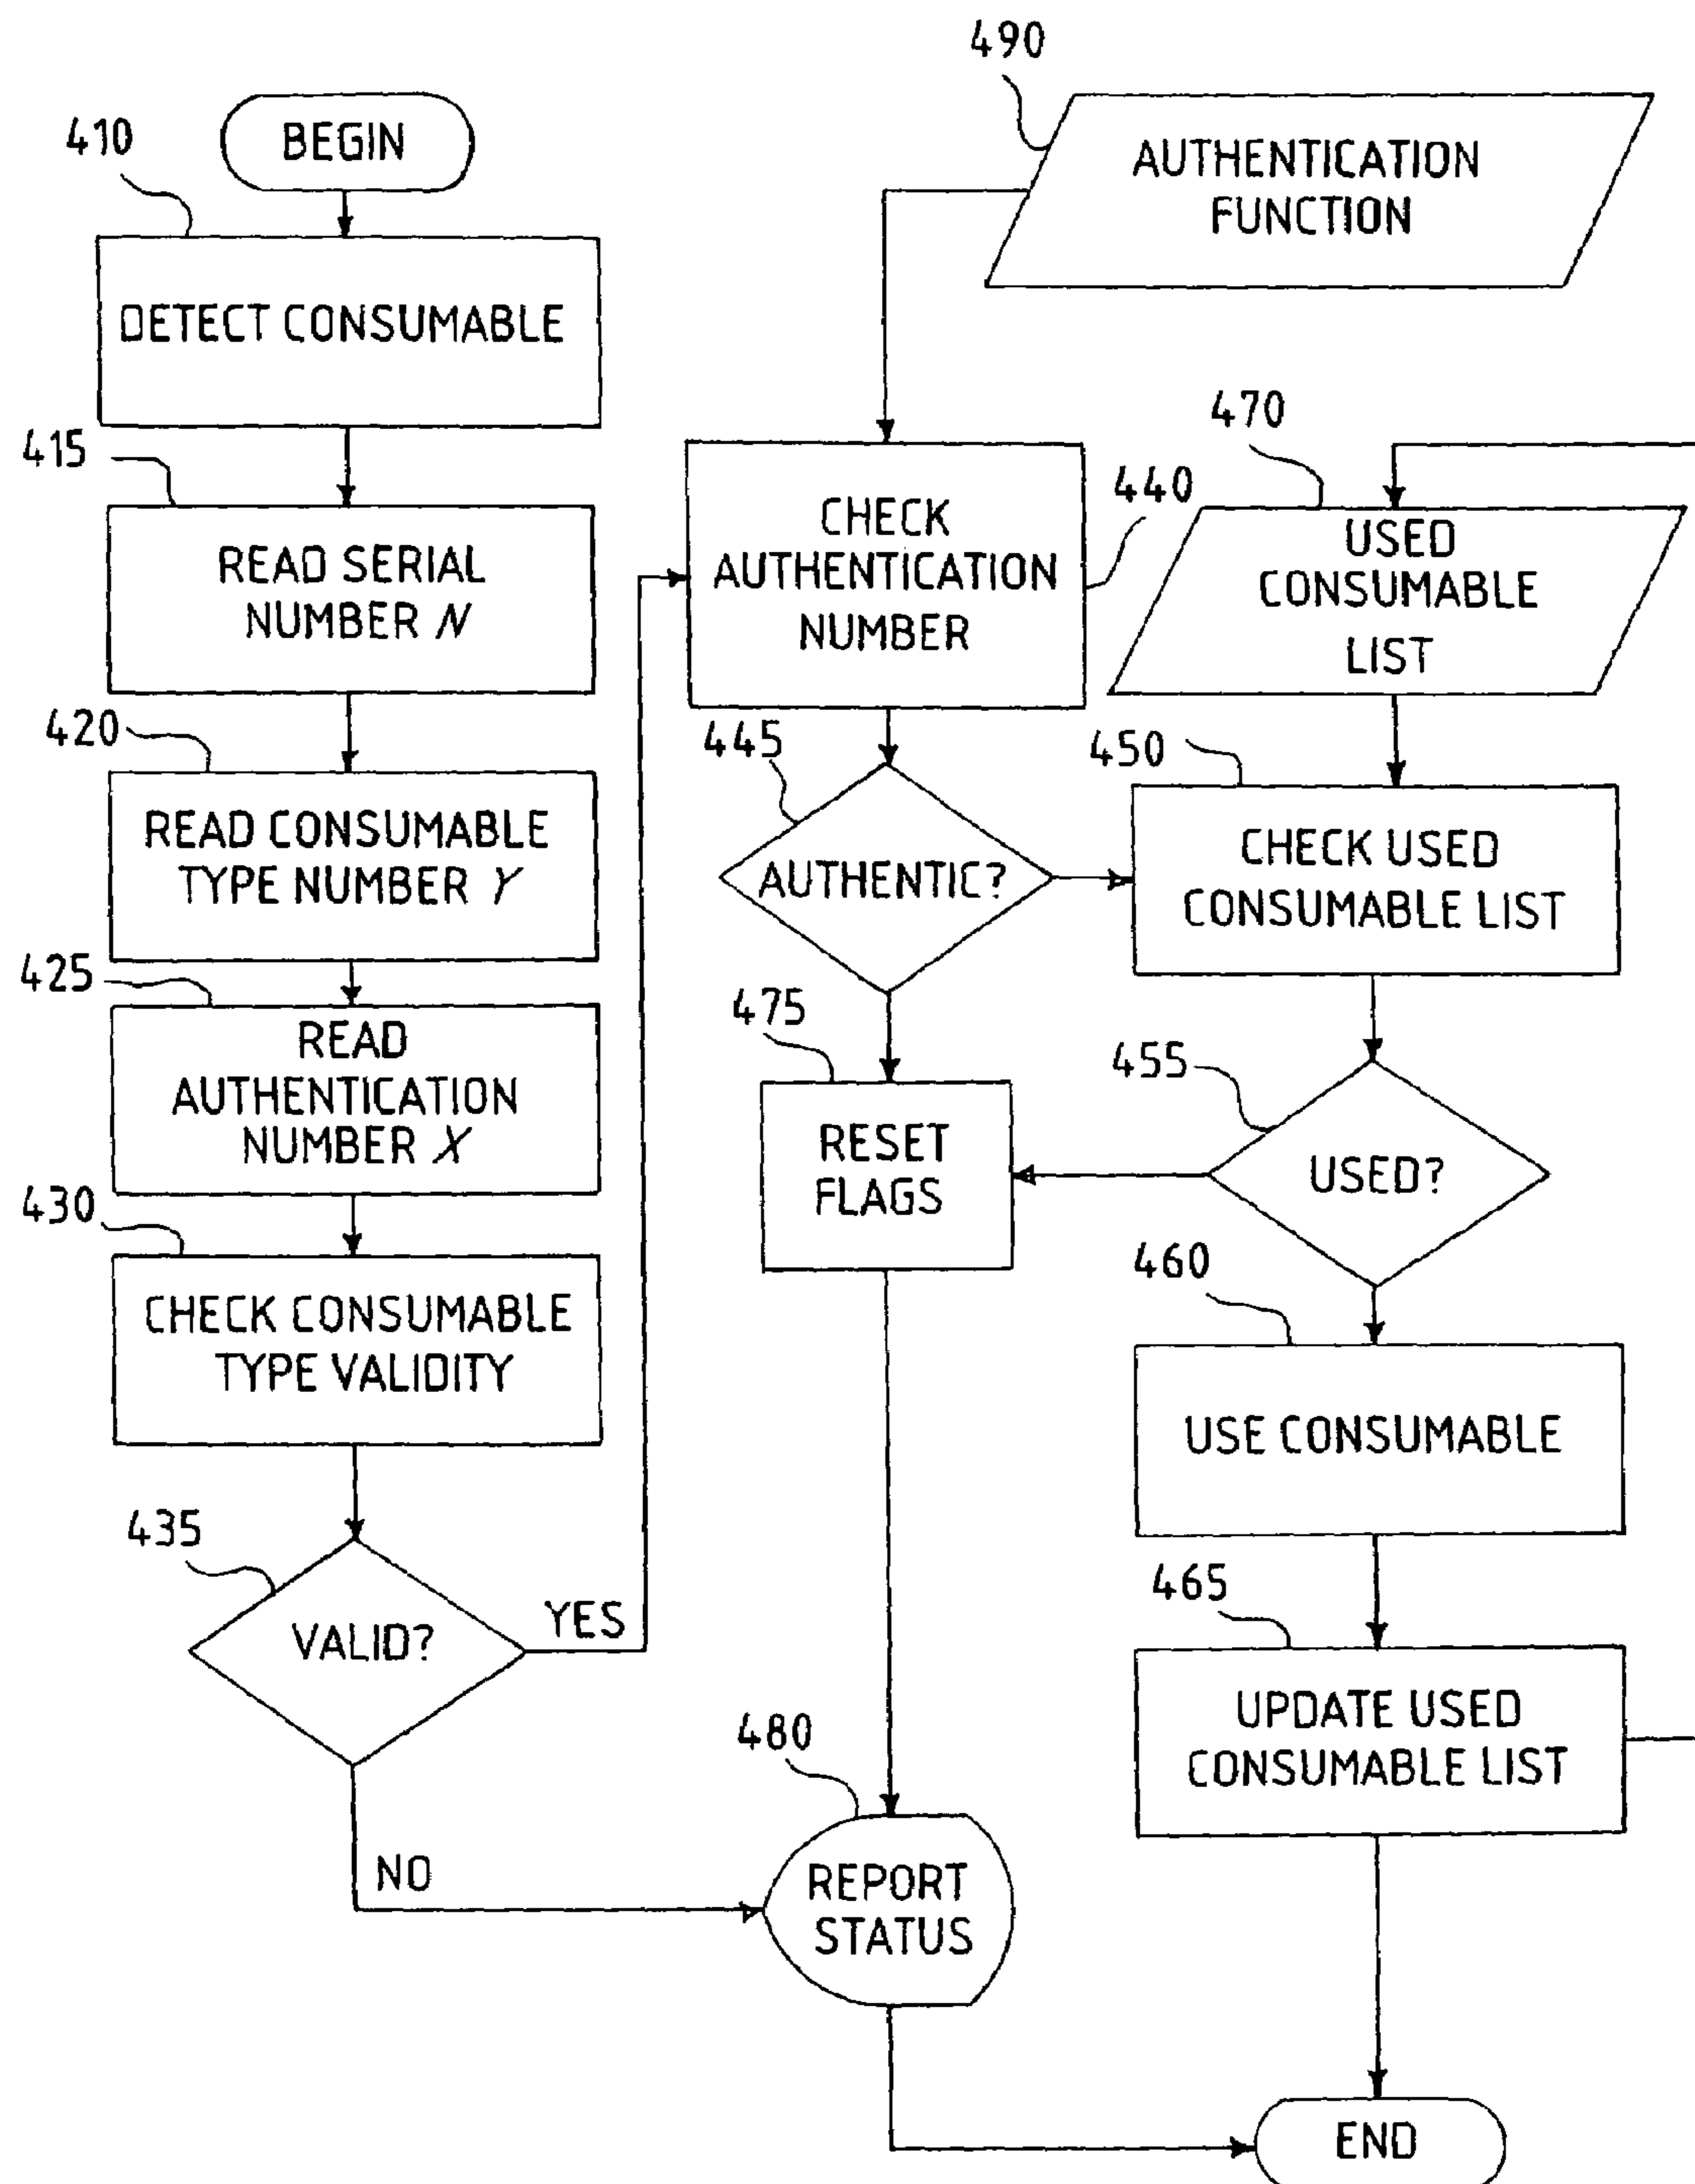 BEGIN
410
DETECT CONSUMABLE
415
READ SERIAL
NUMBER N
420
READ CONSUMABLE
TYPE NUMBER Y
425
READ
AUTHENTICATION
NUMBER X
430
CHECK CONSUMABLE
TYPE VALIDITY
435
VALID?
YES
NO
490
AUTHENTICATION
FUNCTION
440
CHECK
AUTHENTICATION
NUMBER
445
AUTHENTIC?
475
RESET
FLAGS
480
REPORT
STATUS
470
USED
CONSUMABLE
LIST
450
CHECK USED
CONSUMABLE LIST
455
USED?
460
USE CONSUMABLE
465
UPDATE USED
CONSUMABLE LIST
END